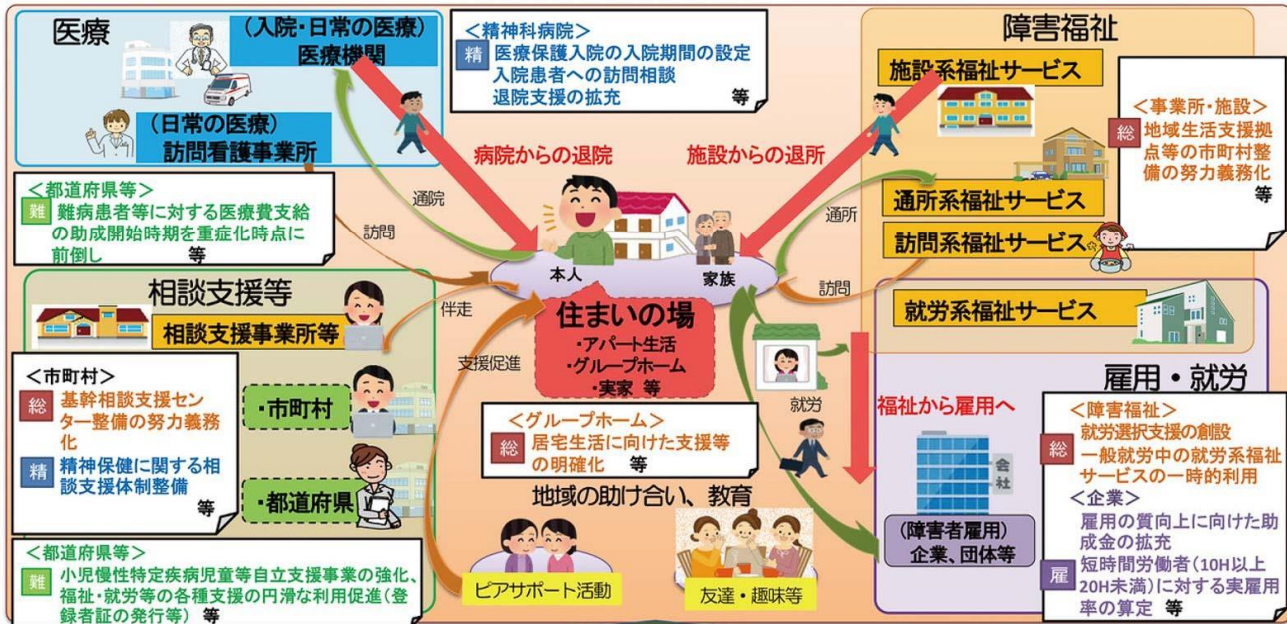 医療
(入院・日常の医療)
医療機関
(日常の医療)
訪問看護事業所
<精神科病院>
精 医療保護入院の入院期間の設定
入院患者への訪問相談
退院支援の拡充 等
障害福祉
施設系福祉サービス
<事業所・施設>
総 地域生活支援拠
点等の市町村整
備の努力義務化
等
通所系福祉サービス
訪問系福祉サービス
就労系福祉サービス
病院からの退院
施設からの退所
通院
訪問
通所
訪問
<都道府県等>
難 難病患者等に対する医療費支給
の助成開始時期を重症化時点に
前倒し 等
本人
家族
住まいの場
・アパート生活
・グループホーム
・実家 等
相談支援等
相談支援事業所等
伴走
支援促進
<市町村>
総 基幹相談支援セン
ター整備の努力義務
化
精 精神保健に関する相
談支援体制整備
等
・市町村
・都道府県
<都道府県等>
難 小児慢性特定疾病児童等自立支援事業の強化、
福祉・就労等の各種支援の円滑な利用促進(登
録者証の発行等) 等
<グループホーム>
総 居宅生活に向けた支援等
の明確化 等
地域の助け合い、教育
ピアサポート活動
友達・趣味等
就労
福祉から雇用へ
雇用・就労
会社
(障害者雇用)
企業、団体等
<障害福祉>
就労選択支援の創設
総 一般就労中の就労系福祉
サービスの一時的利用
<企業>
雇用の質向上に向けた助
成金の拡充
雇 短時間労働者(10H以上
20H未満)に対する実雇用
率の算定 等